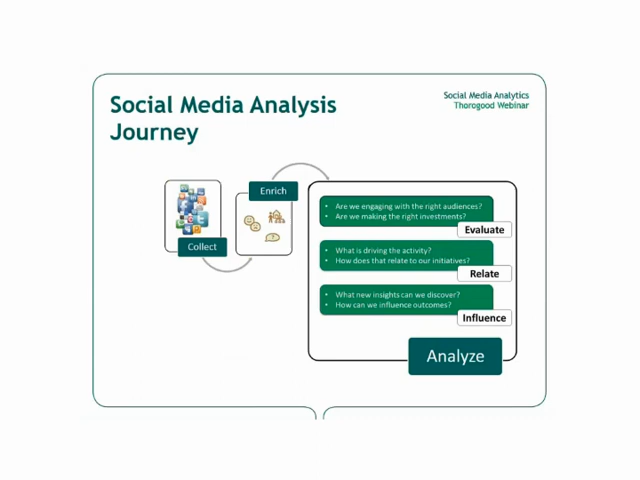 Social Media Analysis
Journey
Social Media Analytics
Thorogood Webinar
Collect
Enrich
• Are we engaging with the right audiences?
• Are we making the right investments?
Evaluate
• What is driving the activity?
• How does that relate to our initiatives?
Relate
• What new insights can we discover?
• How can we influence outcomes?
Influence
Analyze